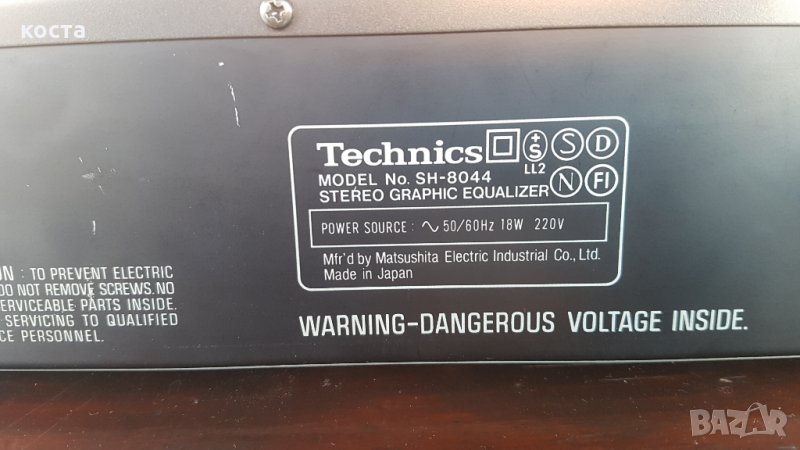 коста
Technics
LL2
S D
N FI
MODEL No. SH-8044
STEREO GRAPHIC EQUALIZER
POWER SOURCE : ∿ 50/60Hz 18W 220V
Mfr'd by Matsushita Electric Industrial Co., Ltd.
Made in Japan
: TO PREVENT ELECTRIC
DO NOT REMOVE SCREWS. NO
PARTS INSIDE.
SERVICING TO QUALIFIED
PERSONNEL.
WARNING-DANGEROUS VOLTAGE INSIDE.
BAZAR